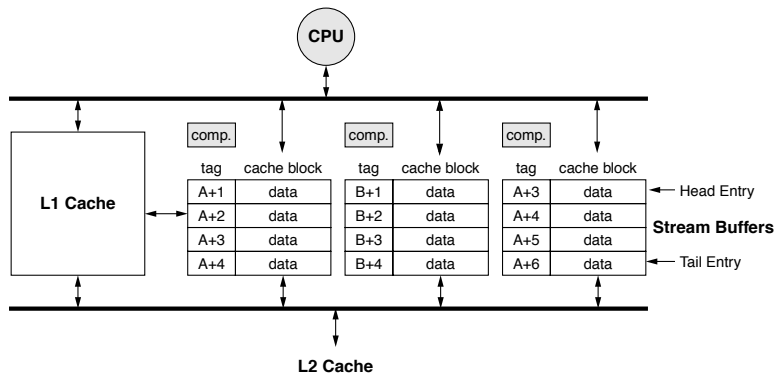 CPU
comp. comp. comp.
tag cache block tag cache block tag cache block
L1 Cache
A+1 data B+1 data A+3 data Head Entry
A+2 data B+2 data A+4 data
Stream Buffers
A+3 data B+3 data A+5 data
A+4 data B+4 data A+6 data Tail Entry
L2 Cache